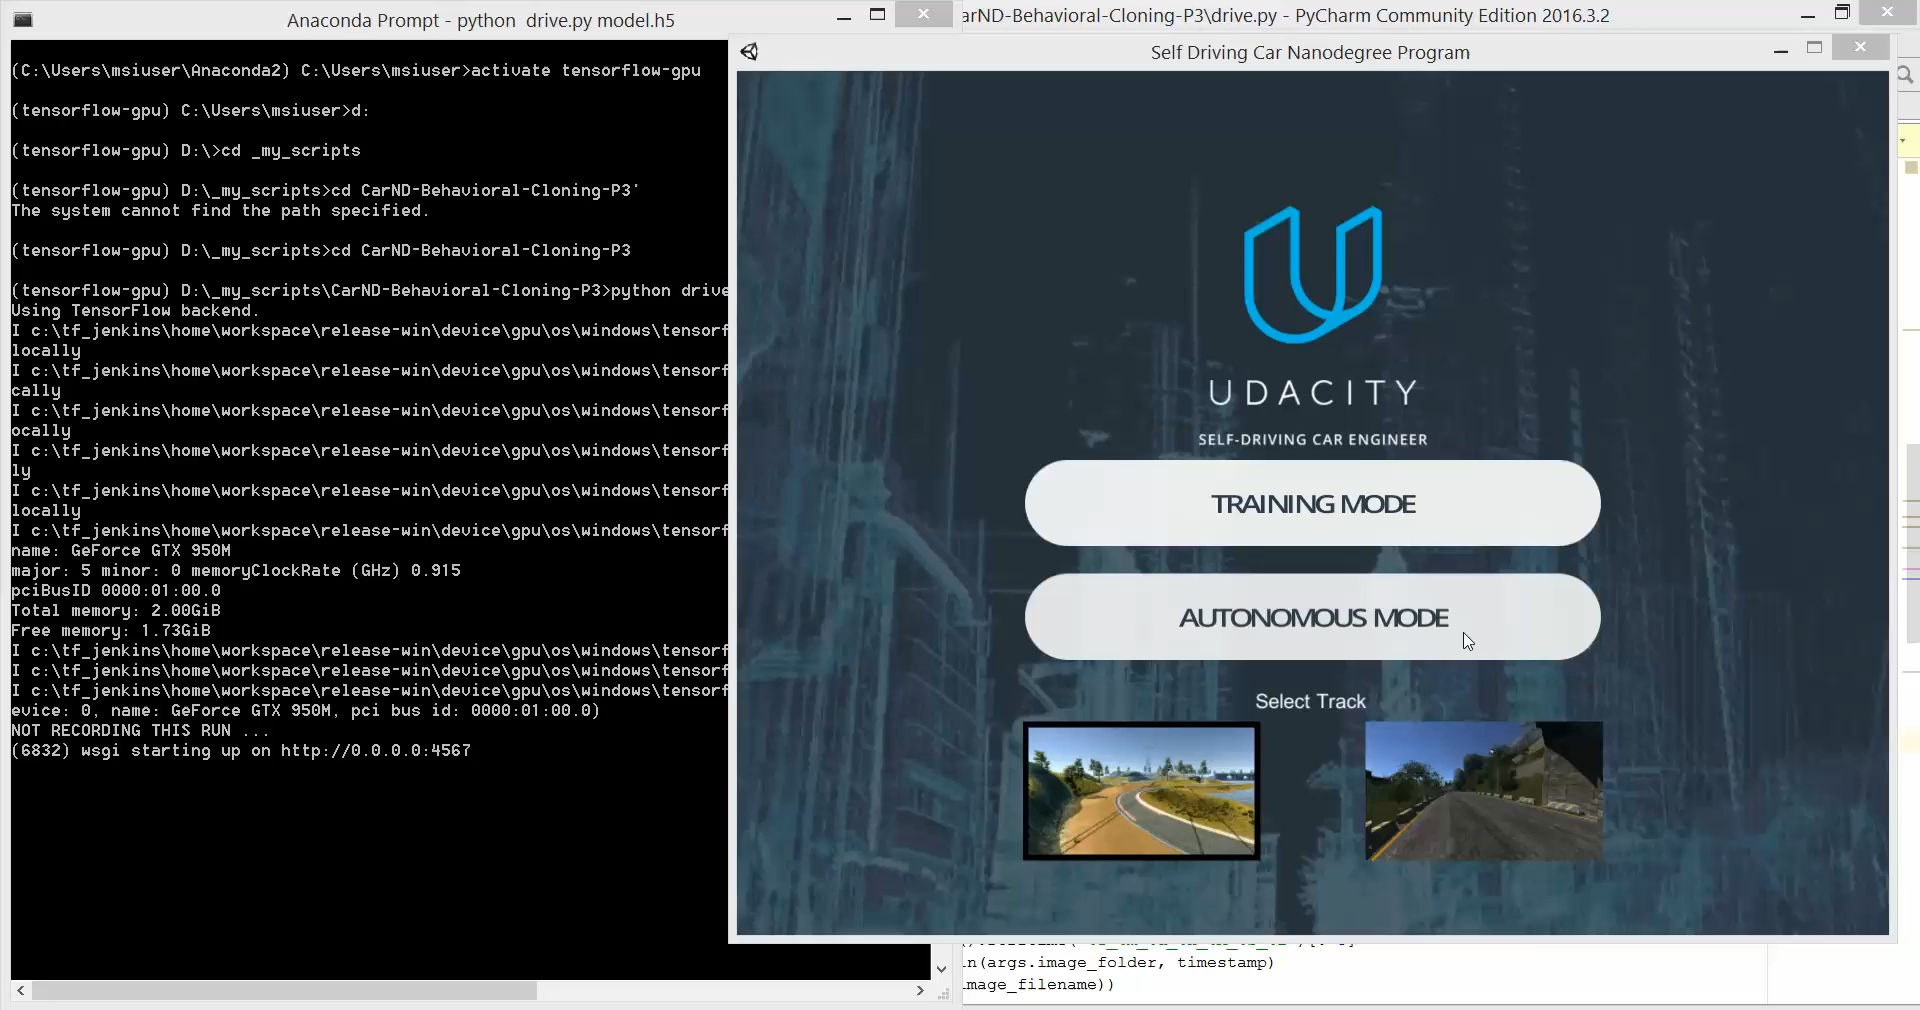 Anaconda Prompt - python  drive.py model.h5
(C:\Users\msiuser\Anaconda2) C:\Users\msiuser>activate tensorflow-gpu
(tensorflow-gpu) C:\Users\msiuser>d:
(tensorflow-gpu) D:\>cd _my_scripts
(tensorflow-gpu) D:\_my_scripts>cd CarND-Behavioral-Cloning-P3'
The system cannot find the path specified.
(tensorflow-gpu) D:\_my_scripts>cd CarND-Behavioral-Cloning-P3
(tensorflow-gpu) D:\_my_scripts\CarND-Behavioral-Cloning-P3>python drive
Using TensorFlow backend.
I c:\tf_jenkins\home\workspace\release-win\device\gpu\os\windows\tensorf
locally
I c:\tf_jenkins\home\workspace\release-win\device\gpu\os\windows\tensorf
cally
I c:\tf_jenkins\home\workspace\release-win\device\gpu\os\windows\tensorf
ocally
I c:\tf_jenkins\home\workspace\release-win\device\gpu\os\windows\tensorf
ly
I c:\tf_jenkins\home\workspace\release-win\device\gpu\os\windows\tensorf
locally
I c:\tf_jenkins\home\workspace\release-win\device\gpu\os\windows\tensorf
name: GeForce GTX 950M
major: 5 minor: 0 memoryClockRate (GHz) 0.915
pciBusID 0000:01:00.0
Total memory: 2.00GiB
Free memory: 1.73GiB
I c:\tf_jenkins\home\workspace\release-win\device\gpu\os\windows\tensorf
I c:\tf_jenkins\home\workspace\release-win\device\gpu\os\windows\tensorf
I c:\tf_jenkins\home\workspace\release-win\device\gpu\os\windows\tensorf
evice: 0, name: GeForce GTX 950M, pci bus id: 0000:01:00.0)
NOT RECORDING THIS RUN ...
(6832) wsgi starting up on http://0.0.0.0:4567
arND-Behavioral-Cloning-P3\drive.py - PyCharm Community Edition 2016.3.2
Self Driving Car Nanodegree Program
UDACITY
SELF-DRIVING CAR ENGINEER
TRAINING MODE
AUTONOMOUS MODE
Select Track
in(args.image_folder, timestamp)
image_filename))